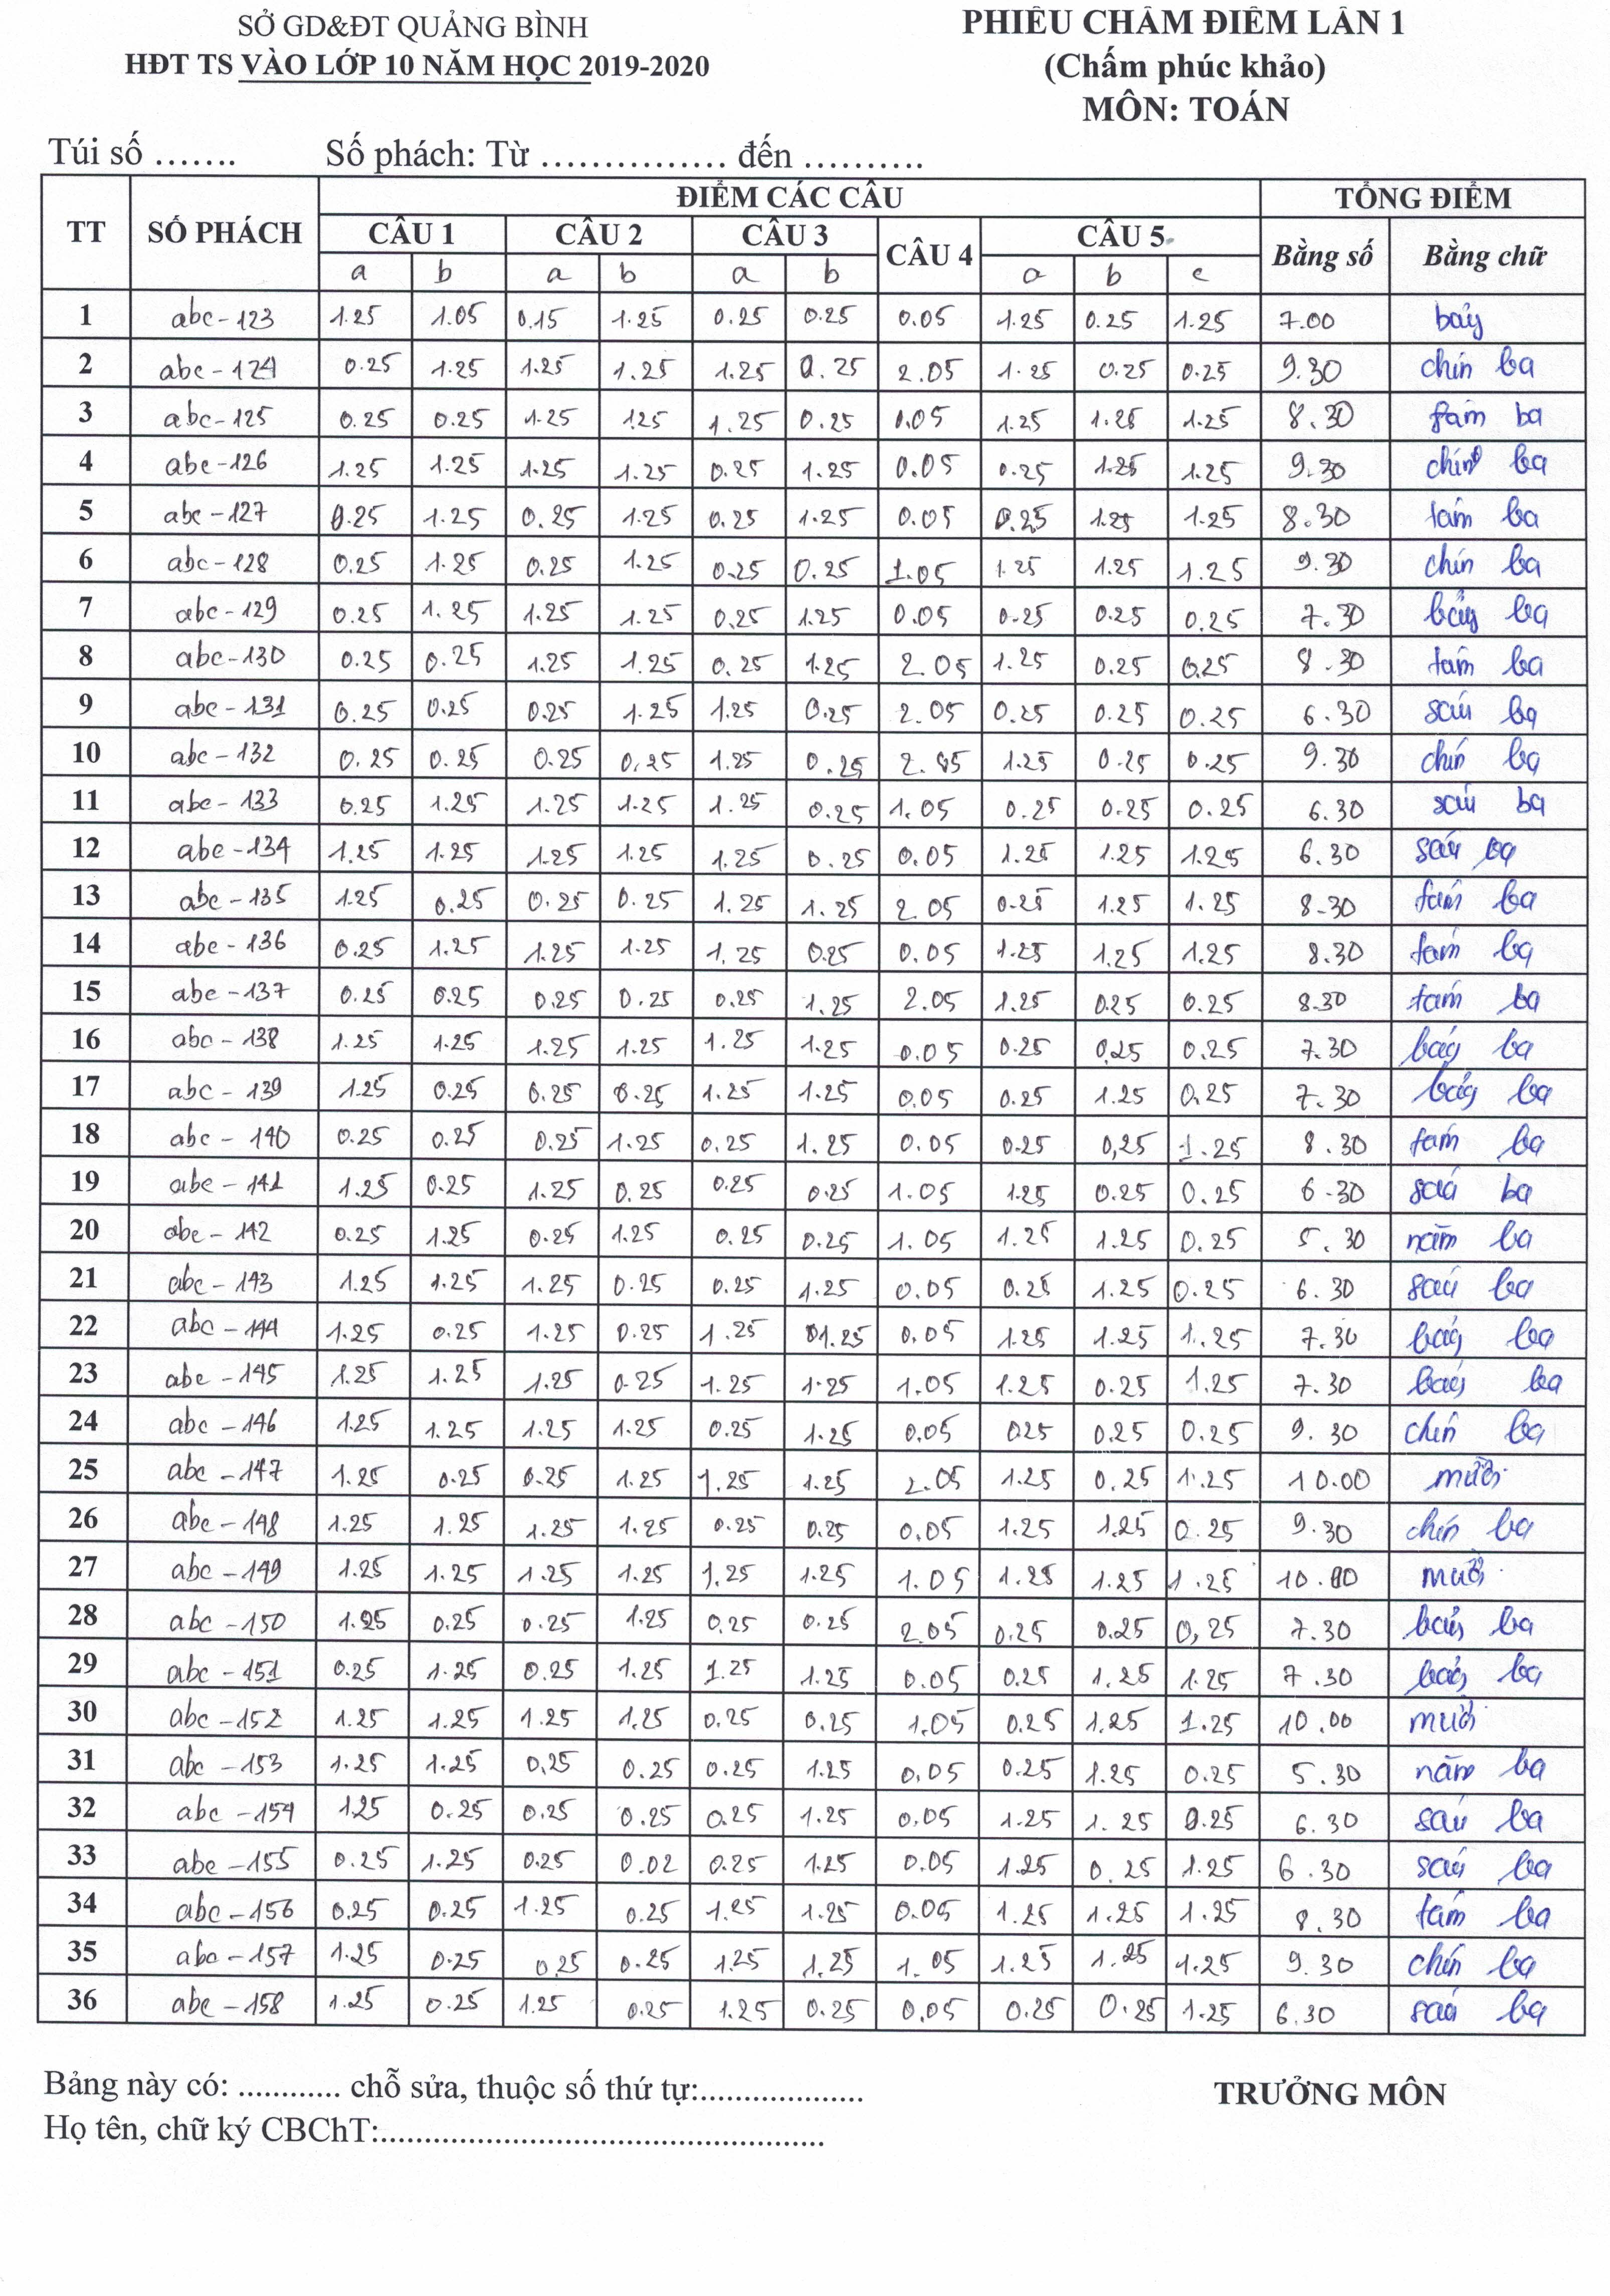 SỞ GD&ĐT QUẢNG BÌNH
HĐT TS VÀO LỚP 10 NĂM HỌC 2019-2020
PHIẾU CHẤM ĐIỂM LẦN 1
(Chấm phúc khảo)
MÔN: TOÁN
Túi số ……. Số phách: Từ …………… đến ……….
TT SỐ PHÁCH ĐIỂM CÁC CÂU TỔNG ĐIỂM
CÂU 1 CÂU 2 CÂU 3 CÂU 4 CÂU 5 Bằng số Bằng chữ
a b a b a b a b c
1 abc-123 1.25 1.05 0.15 1.25 0.25 0.25 0.05 1.25 0.25 1.25 7.00 bảy
2 abc-124 0.25 1.25 1.25 1.25 1.25 0.25 2.05 1.25 0.25 0.25 9.30 chín ba
3 abc-125 0.25 0.25 1.25 125 1.25 0.25 1.05 1.25 1.25 1.25 8.30 tám ba
4 abc-126 1.25 1.25 1.25 1.25 0.25 1.25 0.05 0.25 1.25 1.25 9.30 chín ba
5 abc-127 0.25 1.25 0.25 1.25 0.25 1.25 0.05 0.25 1.25 1.25 8.30 tám ba
6 abc-128 0.25 1.25 0.25 1.25 0.25 0.25 1.05 1.25 1.25 1.25 9.30 chín ba
7 abc-129 0.25 1.25 1.25 1.25 0.25 1.25 0.05 0.25 0.25 0.25 7.30 bảy ba
8 abc-130 0.25 0.25 1.25 1.25 0.25 1.25 2.05 1.25 0.25 0.25 8.30 tám ba
9 abc-131 0.25 0.25 0.25 1.25 1.25 0.25 2.05 0.25 0.25 0.25 6.30 sáu ba
10 abc-132 0.25 0.25 0.25 0.25 1.25 0.25 2.05 1.25 0.25 0.25 9.30 chín ba
11 abc-133 0.25 1.25 1.25 1.25 1.25 0.25 1.05 0.25 0.25 0.25 6.30 sáu ba
12 abc-134 1.25 1.25 1.25 1.25 1.25 0.25 0.05 1.25 1.25 1.25 6.30 sáu ba
13 abc-135 1.25 0.25 0.25 0.25 1.25 1.25 2.05 0.25 1.25 1.25 8.30 tám ba
14 abc-136 0.25 1.25 1.25 1.25 1.25 0.25 0.05 1.25 1.25 1.25 8.30 tám ba
15 abc-137 0.25 0.25 0.25 0.25 0.25 1.25 2.05 1.25 0.25 0.25 8.30 tám ba
16 abc-138 1.25 1.25 1.25 1.25 1.25 1.25 0.05 0.25 0,25 0.25 7.30 bảy ba
17 abc-139 1.25 0.25 0.25 0.25 1.25 1.25 0.05 0.25 1.25 0.25 7.30 bảy ba
18 abc-140 0.25 0.25 0.25 1.25 0.25 1.25 0.05 0.25 0,25 1.25 8.30 tám ba
19 abc-141 1.25 0.25 1.25 0.25 0.25 0.25 1.05 1.25 0.25 0.25 6.30 sáu ba
20 abc-142 0.25 1.25 0.25 1.25 0.25 0.25 1.05 1.25 1.25 0.25 5.30 năm ba
21 abc-143 1.25 1.25 1.25 0.25 0.25 1.25 0.05 0.25 1.25 0.25 6.30 sáu ba
22 abc-144 1.25 0.25 1.25 0.25 1.25 01.25 0.05 1.25 1.25 1.25 7.30 bảy ba
23 abc-145 1.25 1.25 1.25 0.25 1.25 1.25 1.05 1.25 0.25 1.25 7.30 bảy ba
24 abc-146 1.25 1.25 1.25 1.25 0.25 1.25 0.05 025 0.25 0.25 9.30 chín ba
25 abc-147 1.25 0.25 0.25 1.25 1.25 1.25 2.05 1.25 0.25 1.25 10.00 mười
26 abc-148 1.25 1.25 1.25 1.25 0.25 0.25 0.05 1.25 1.25 0.25 9.30 chín ba
27 abc-149 1.25 1.25 1.25 1.25 1.25 1.25 1.05 1.25 1.25 1.25 10.00 mười
28 abc-150 1.25 0.25 0.25 1.25 0.25 0.25 2.05 0.25 0.25 0,25 7.30 bảy ba
29 abc-151 0.25 1.25 0.25 1.25 1.25 1.25 0.05 0.25 1.25 1.25 7.30 bảy ba
30 abc-152 1.25 1.25 1.25 1.25 0.25 0.25 1.05 0.25 1.25 1.25 10.00 mười
31 abc-153 1.25 1.25 0,25 0.25 0.25 1.25 0.05 0.25 1.25 0.25 5.30 năm ba
32 abc-154 1.25 0.25 0.25 0.25 0.25 1.25 0.05 1.25 1.25 0.25 6.30 sáu ba
33 abc-155 0.25 1.25 0.25 0.02 0.25 1.25 0.05 1.25 0.25 1.25 6.30 sáu ba
34 abc-156 0.25 0.25 1.25 0.25 1.25 1.25 0.05 1.25 1.25 1.25 8.30 tám ba
35 abc-157 1.25 0.25 0.25 0.25 1.25 1.25 1.05 1.25 1.25 1.25 9.30 chín ba
36 abc-158 1.25 0.25 1.25 0.25 1.25 0.25 0.05 0.25 0.25 1.25 6.30 sáu ba
Bảng này có: ............ chỗ sửa, thuộc số thứ tự:...................
TRƯỞNG MÔN
Họ tên, chữ ký CBChT:..................................................